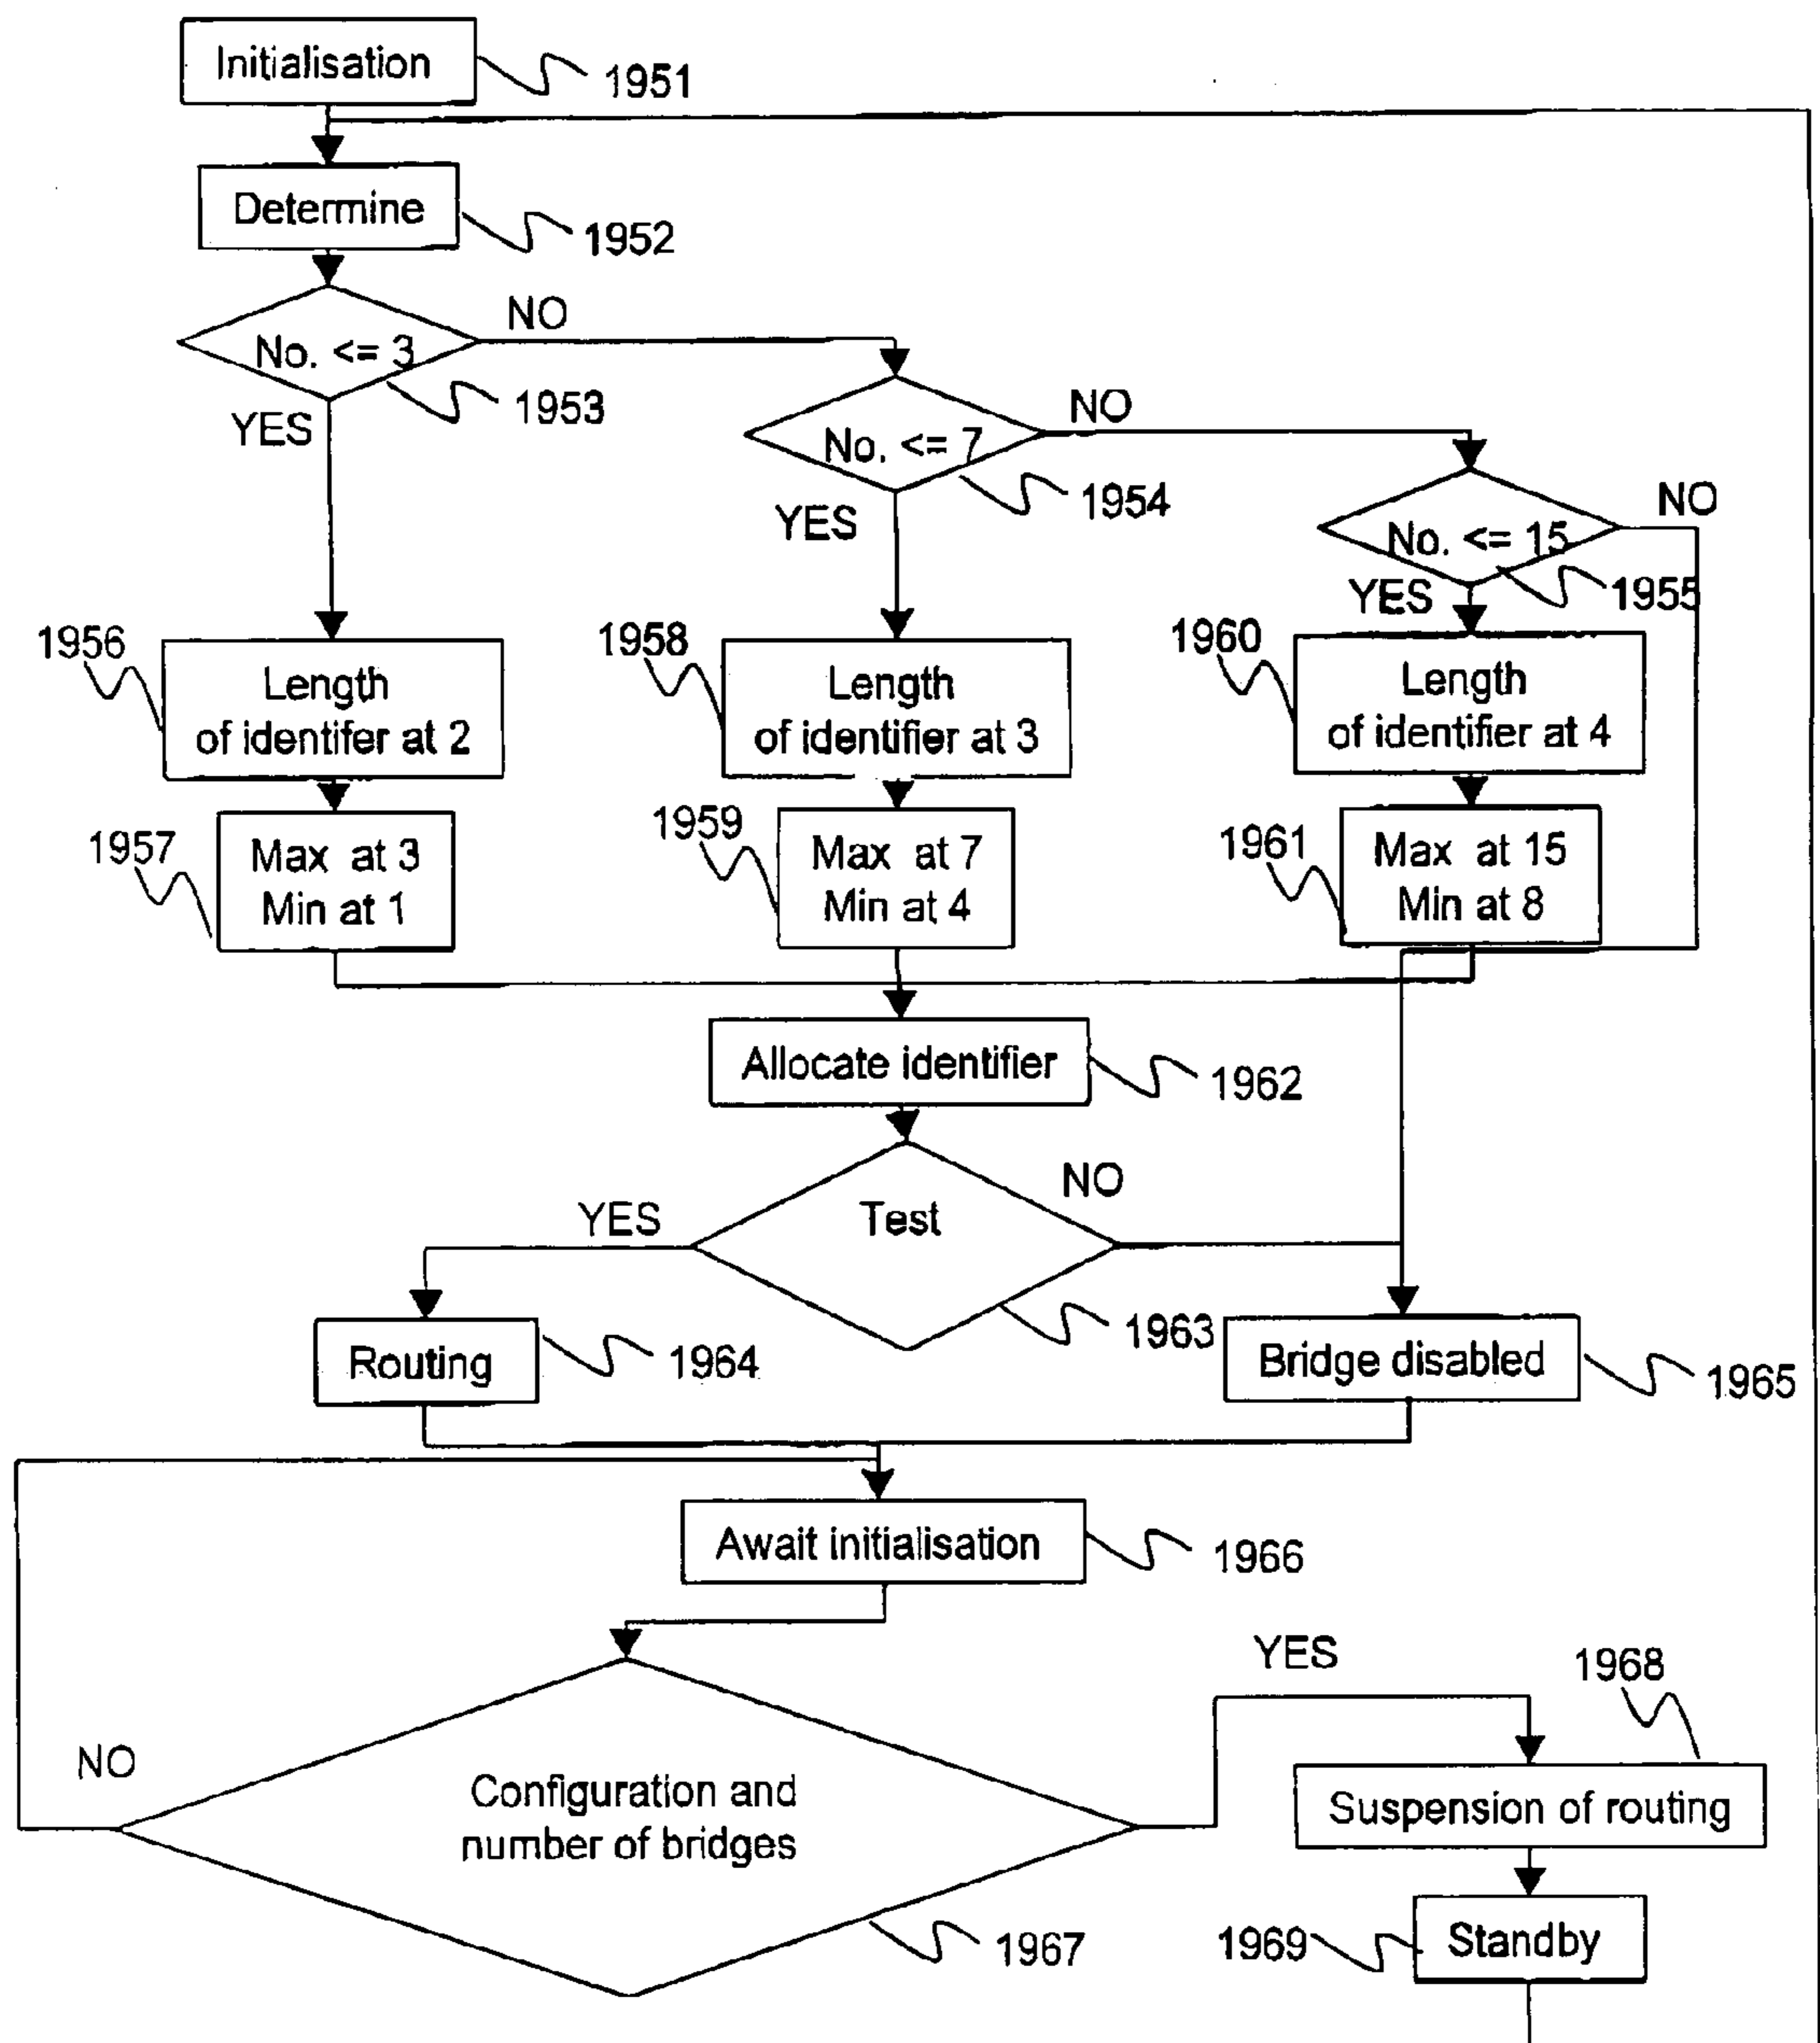 Initialisation
1951
Determine
1952
NO
No. <= 3
1953
YES
NO
No. <= 7
1954
YES
NO
No. <= 15
1955
YES
1956
Length
of identifer at 2
1958
Length
of identifier at 3
1960
Length
of identifier at 4
1957
Max at 3
Min at 1
1959
Max at 7
Min at 4
1961
Max at 15
Min at 8
Allocate identifier
1962
YES
Test
NO
1963
Routing
1964
Bridge disabled
1965
Await initialisation
1966
NO
Configuration and
number of bridges
1967
YES
1968
Suspension of routing
1969
Standby